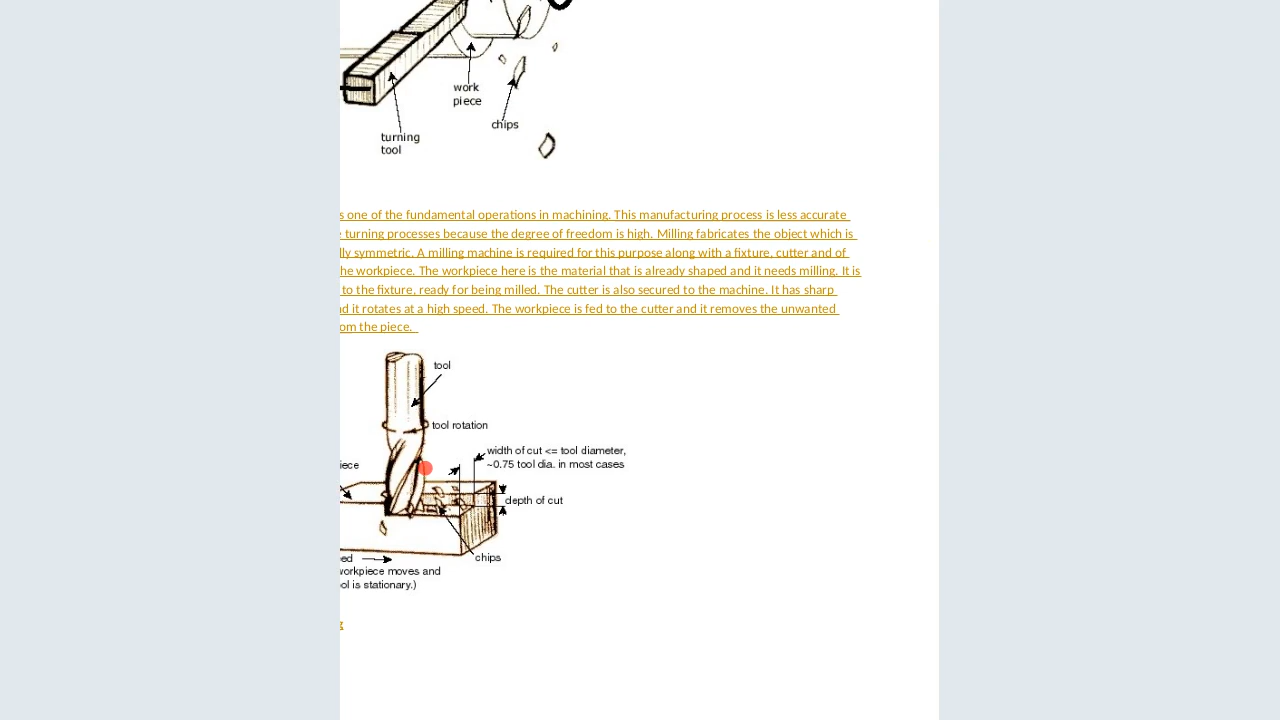 work
piece
chips
turning
tool
s one of the fundamental operations in machining. This manufacturing process is less accurate
turning processes because the degree of freedom is high. Milling fabricates the object which is
lly symmetric. A milling machine is required for this purpose along with a fixture, cutter and of
he workpiece. The workpiece here is the material that is already shaped and it needs milling. It is
to the fixture, ready for being milled. The cutter is also secured to the machine. It has sharp
nd it rotates at a high speed. The workpiece is fed to the cutter and it removes the unwanted
om the piece.
tool
tool rotation
width of cut <= tool diameter,
~0.75 tool dia. in most cases
iece
depth of cut
chips
ed
workpiece moves and
ol is stationary.)
g